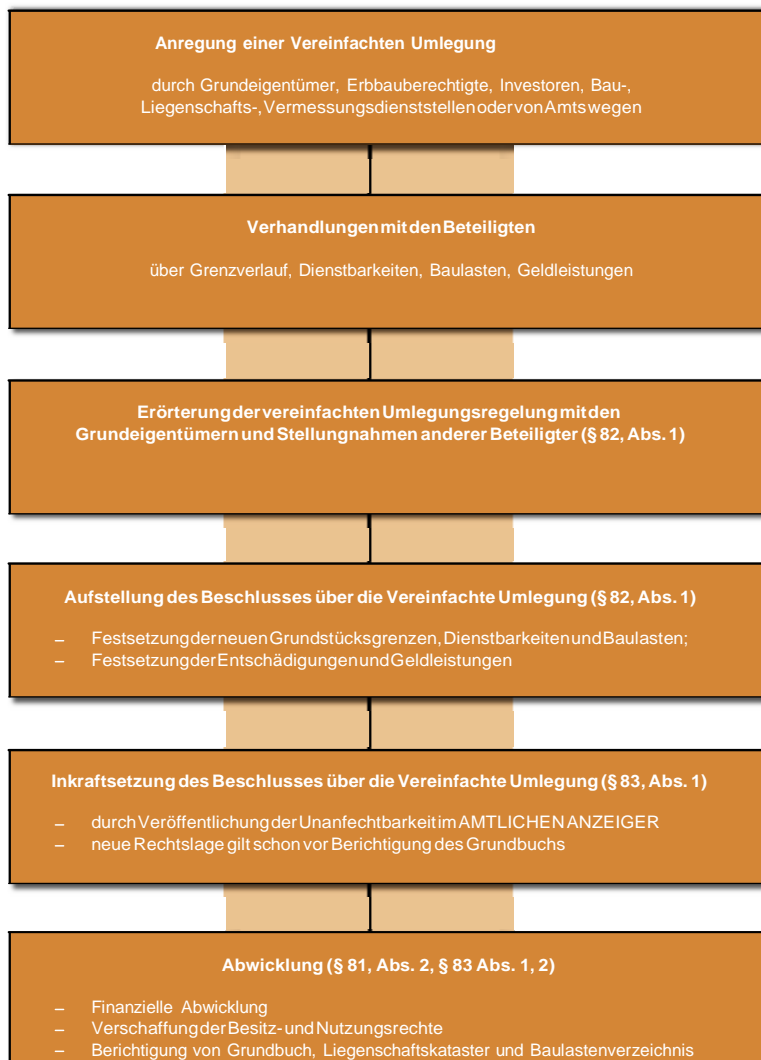 Anregung einer Vereinfachten Umlegung
durch Grundeigentümer, Erbbauberechtigte, Investoren, Bau-,
Liegenschafts-, Vermessungsdienststellen oder von Amts wegen
Verhandlungen mit den Beteiligten
über Grenzverlauf, Dienstbarkeiten, Baulasten, Geldleistungen
Erörterung der vereinfachten Umlegungsregelung mit den
Grundeigentümern und Stellungnahmen anderer Beteiligter (§ 82, Abs. 1)
Aufstellung des Beschlusses über die Vereinfachte Umlegung (§ 82, Abs. 1)
– Festsetzung der neuen Grundstücksgrenzen, Dienstbarkeiten und Baulasten;
– Festsetzung der Entschädigungen und Geldleistungen
Inkraftsetzung des Beschlusses über die Vereinfachte Umlegung (§ 83, Abs. 1)
– durch Veröffentlichung der Unanfechtbarkeit im AMTLICHEN ANZEIGER
– neue Rechtslage gilt schon vor Berichtigung des Grundbuchs
Abwicklung (§ 81, Abs. 2, § 83 Abs. 1, 2)
– Finanzielle Abwicklung
– Verschaffung der Besitz- und Nutzungsrechte
– Berichtigung von Grundbuch, Liegenschaftskataster und Baulastenverzeichnis